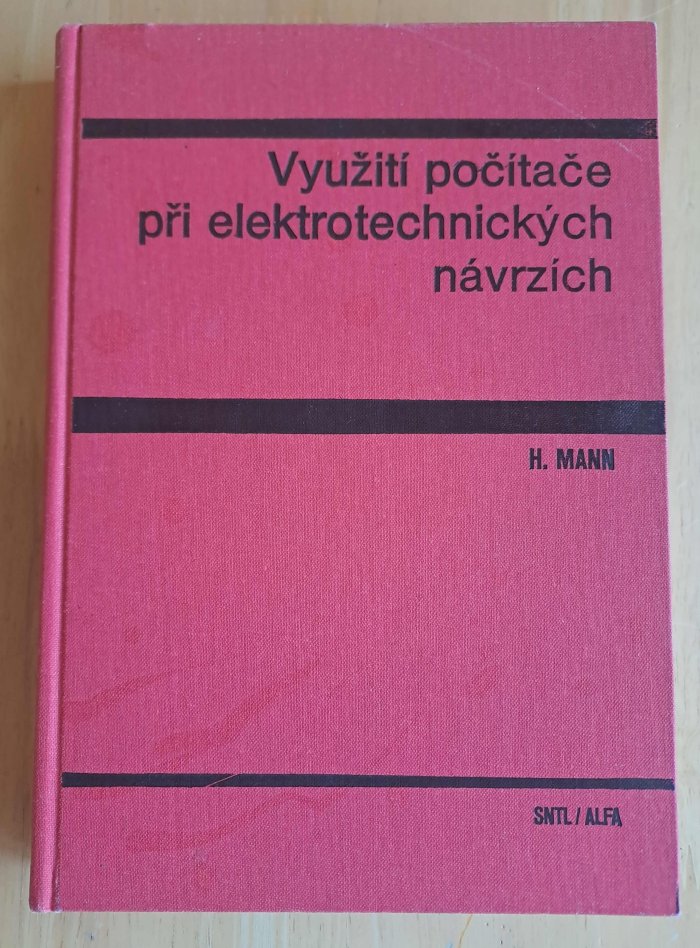 Využití počítače
při elektrotechnických
návrzích
H. MANN
SNTL/ALFA